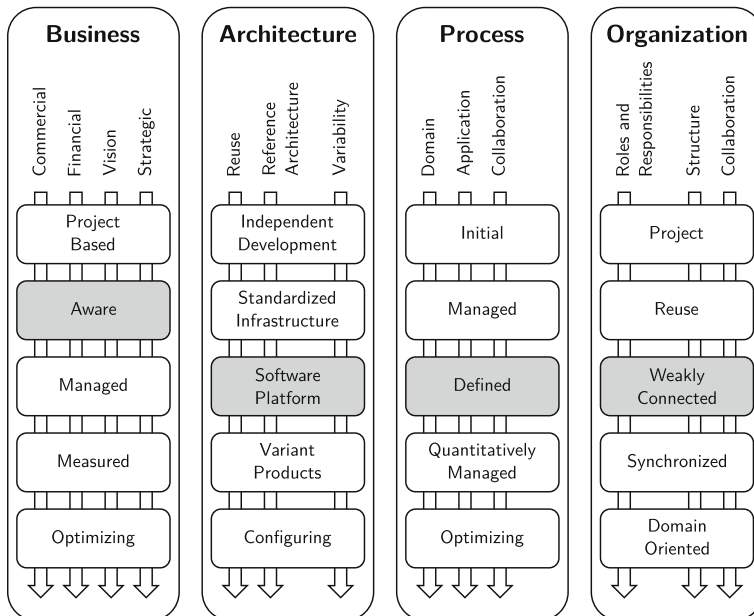 Business
Commercial
Financial
Vision
Strategic
Project
Based
Aware
Managed
Measured
Optimizing
Architecture
Reuse
Reference
Architecture
Variability
Independent
Development
Standardized
Infrastructure
Software
Platform
Variant
Products
Configuring
Process
Domain
Application
Collaboration
Initial
Managed
Defined
Quantitatively
Managed
Optimizing
Organization
Roles and
Responsibilities
Structure
Collaboration
Project
Reuse
Weakly
Connected
Synchronized
Domain
Oriented